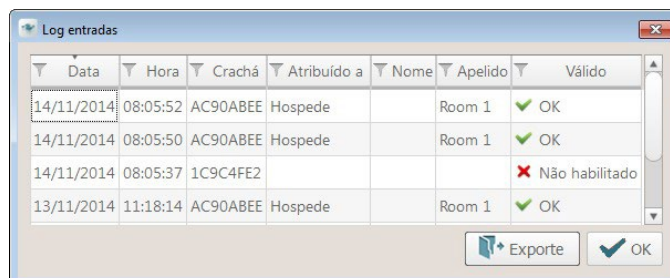 Log entradas
Data Hora Crachá Atribuído a Nome Apelido Válido
14/11/2014 08:05:52 AC90ABEE Hospede Room 1 OK
14/11/2014 08:05:50 AC90ABEE Hospede Room 1 OK
14/11/2014 08:05:37 1C9C4FE2 Não habilitado
13/11/2014 11:18:14 AC90ABEE Hospede Room 1 OK
Exporte OK